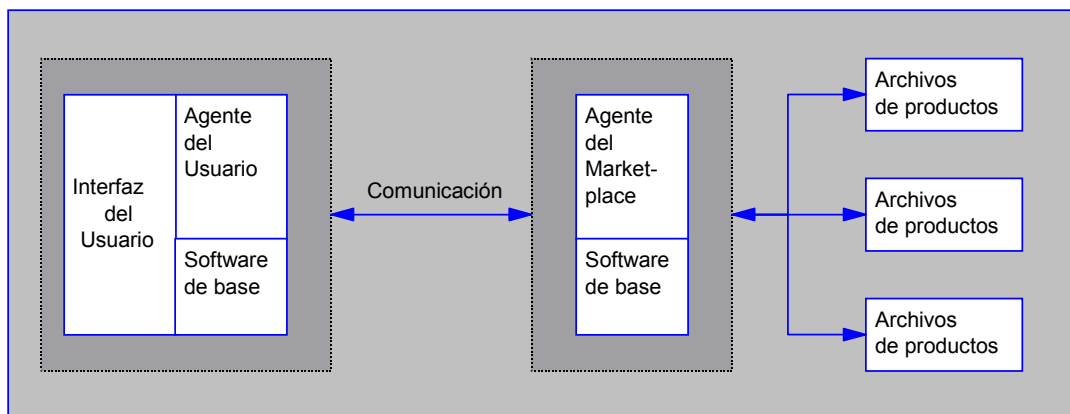 Interfaz
del
Usuario
Agente
del
Usuario
Software
de base
Comunicación
Agente
del
Market-
place
Software
de base
Archivos
de productos
Archivos
de productos
Archivos
de productos